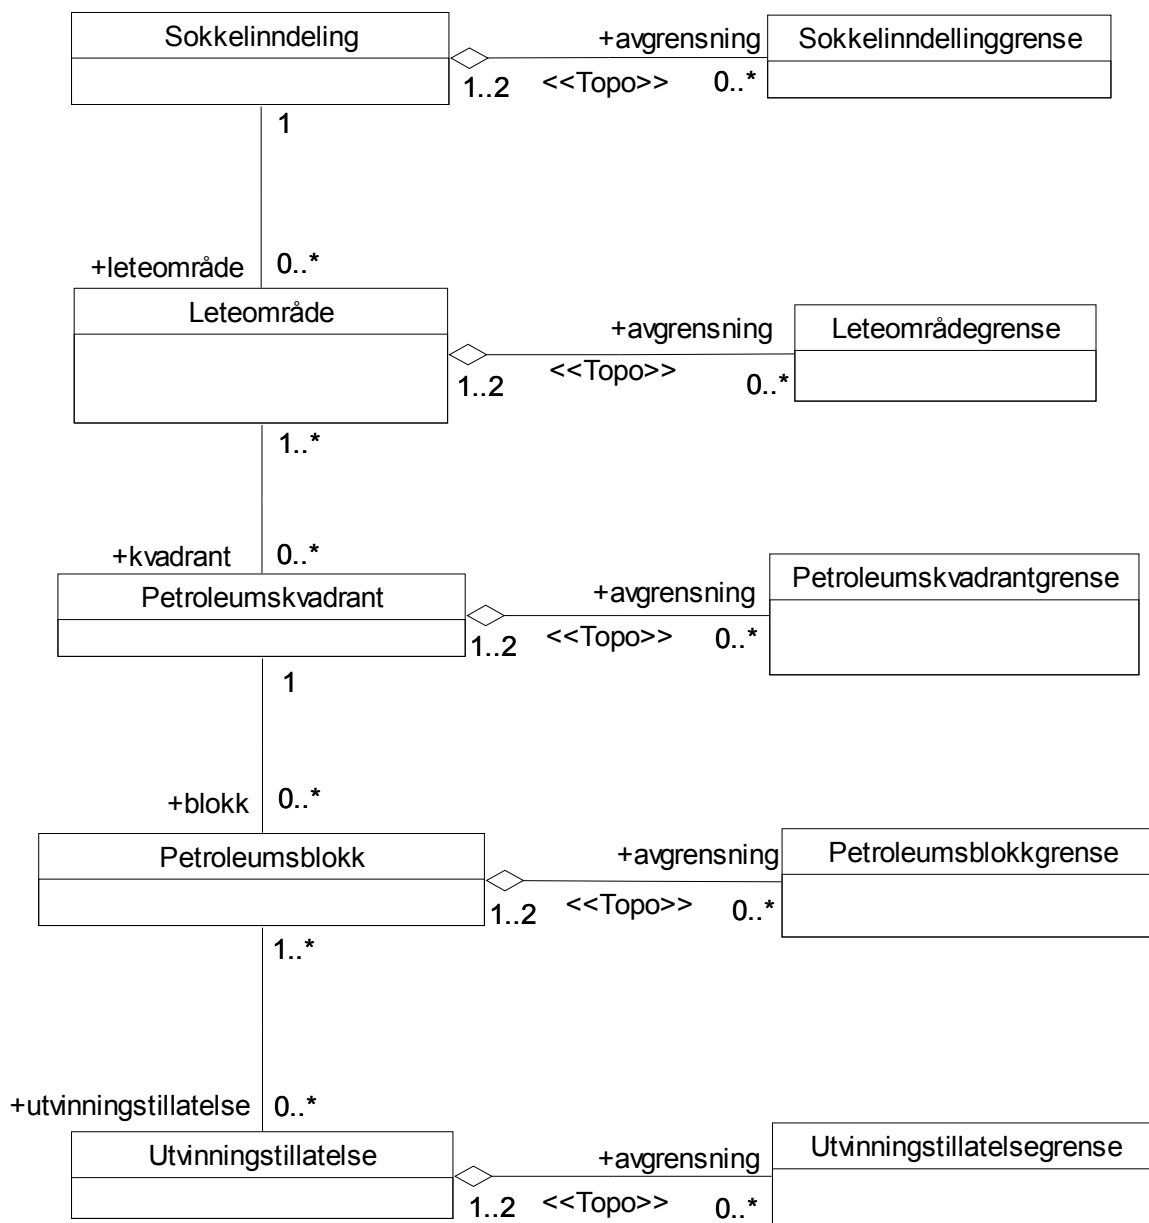 Sokkelinndeling
+avgrensning
Sokkelinndellinggrense
1..2
<<Topo>>
0..*
1
+leteområde
0..*
Leteområde
+avgrensning
Leteområdegrense
1..2
<<Topo>>
0..*
1..*
+kvadrant
0..*
Petroleumskvadrant
+avgrensning
Petroleumskvadrantgrense
1..2
<<Topo>>
0..*
1
+blokk
0..*
Petroleumsblokk
+avgrensning
Petroleumsblokkgrense
1..2
<<Topo>>
0..*
1..*
+utvinningstillatelse
0..*
Utvinningstillatelse
+avgrensning
Utvinningstillatelsegrense
1..2
<<Topo>>
0..*